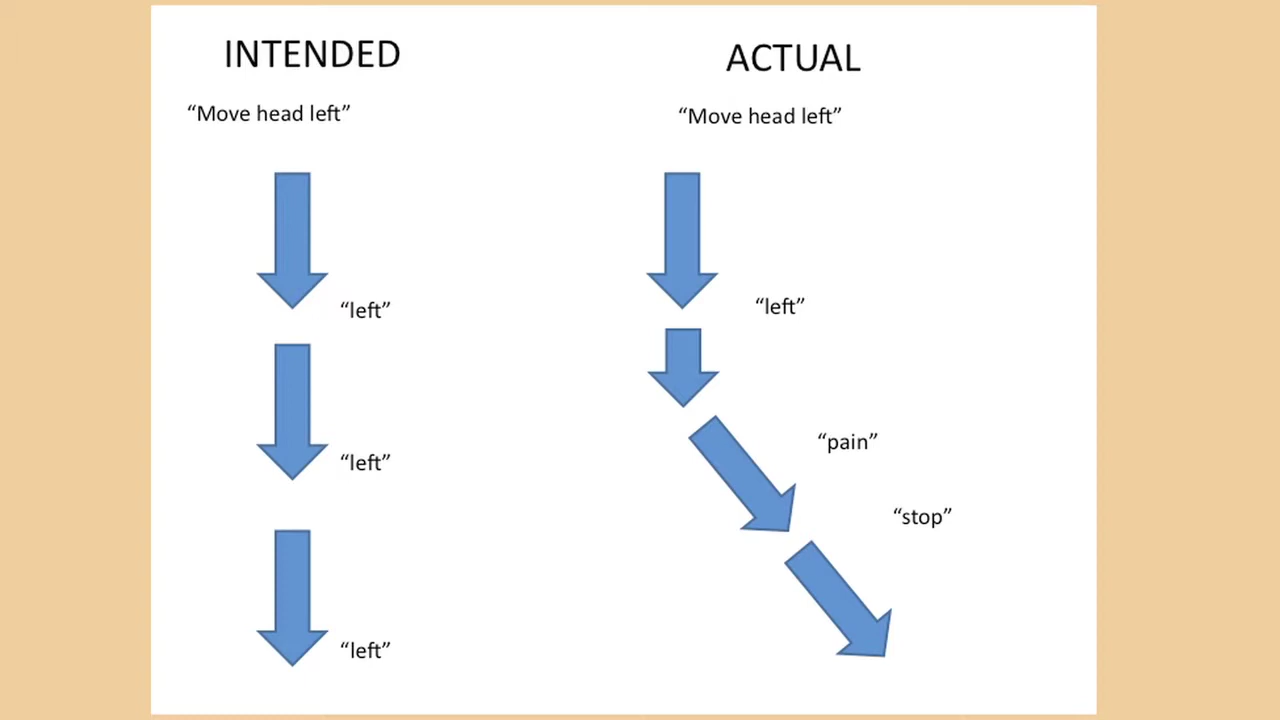 INTENDED
“Move head left”
“left”
“left”
“left”
ACTUAL
“Move head left”
“left”
“pain”
“stop”